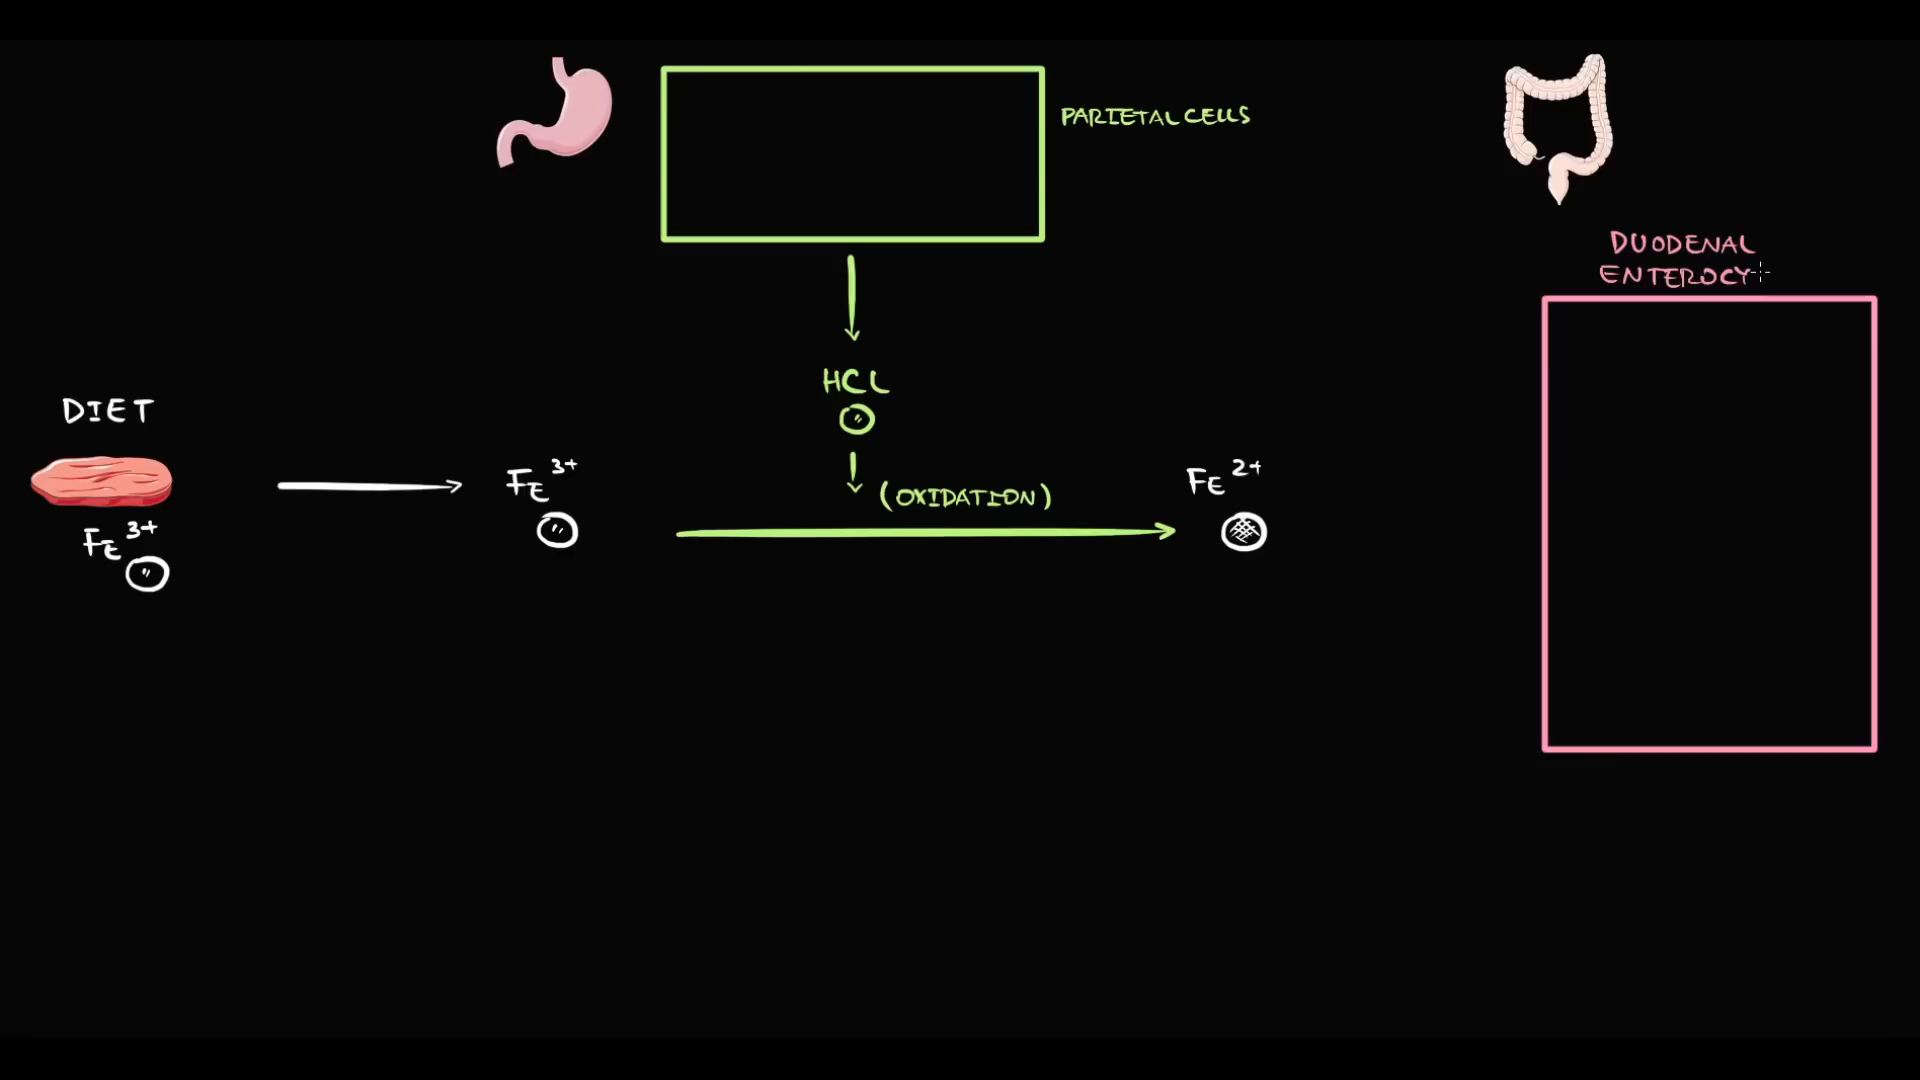 PARIETAL CELLS
DUODENAL
ENTEROCY
HCL
DIET
(OXIDATION)
Fe 3+
Fe 2+
Fe 3+